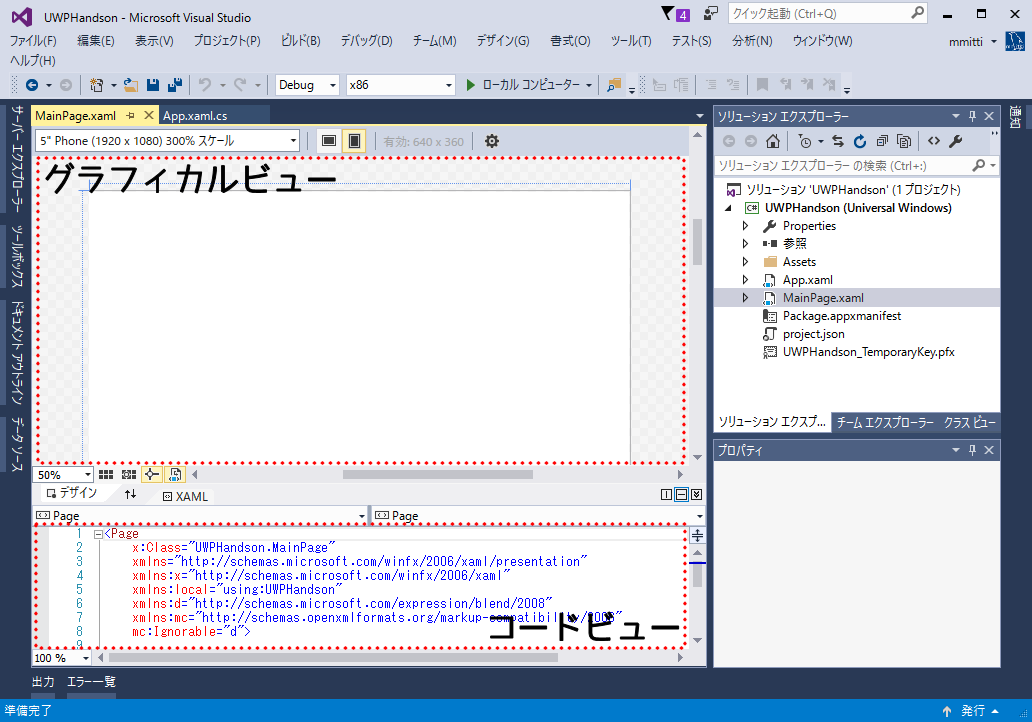 UWPHandson - Microsoft Visual Studio
4
クイック起動 (Ctrl+Q)
ファイル(F) 編集(E) 表示(V) プロジェクト(P) ビルド(B) デバッグ(D) チーム(M) デザイン(G) 書式(O) ツール(T) テスト(S) 分析(N) ウィンドウ(W)
mmitti
ヘルプ(H)
Debug x86 ローカル コンピューター
サーバー エクスプローラー
ツールボックス
ドキュメント アウトライン
データ ソース
MainPage.xaml App.xaml.cs
5" Phone (1920 x 1080) 300% スケール 有効: 640 x 360
グラフィカルビュー
50%
デザイン XAML
Page Page
1 <Page
2 x:Class="UWPHandson.MainPage"
3 xmlns="http://schemas.microsoft.com/winfx/2006/xaml/presentation"
4 xmlns:x="http://schemas.microsoft.com/winfx/2006/xaml"
5 xmlns:local="using:UWPHandson"
6 xmlns:d="http://schemas.microsoft.com/expression/blend/2008"
7 xmlns:mc="http://schemas.openxmlformats.org/markup-compatibility/2006"
8 mc:Ignorable="d">
9
コードビュー
100 %
ソリューション エクスプローラー
ソリューション エクスプローラー の検索 (Ctrl+:)
ソリューション 'UWPHandson' (1 プロジェクト)
C# UWPHandson (Universal Windows)
Properties
参照
Assets
App.xaml
MainPage.xaml
Package.appxmanifest
project.json
UWPHandson_TemporaryKey.pfx
ソリューション エクスプ... チーム エクスプローラー クラス ビュー
プロパティ
通知
出力 エラー一覧
準備完了
発行